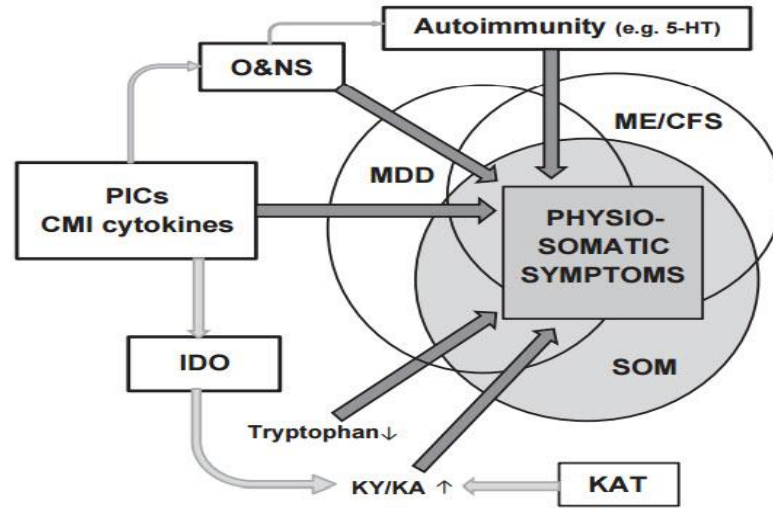 Autoimmunity (e.g. 5-HT)
O&NS
ME/CFS
MDD
PICs
CMI cytokines
PHYSIO-
SOMATIC
SYMPTOMS
IDO
SOM
Tryptophan↓
KY/KA ↑
KAT